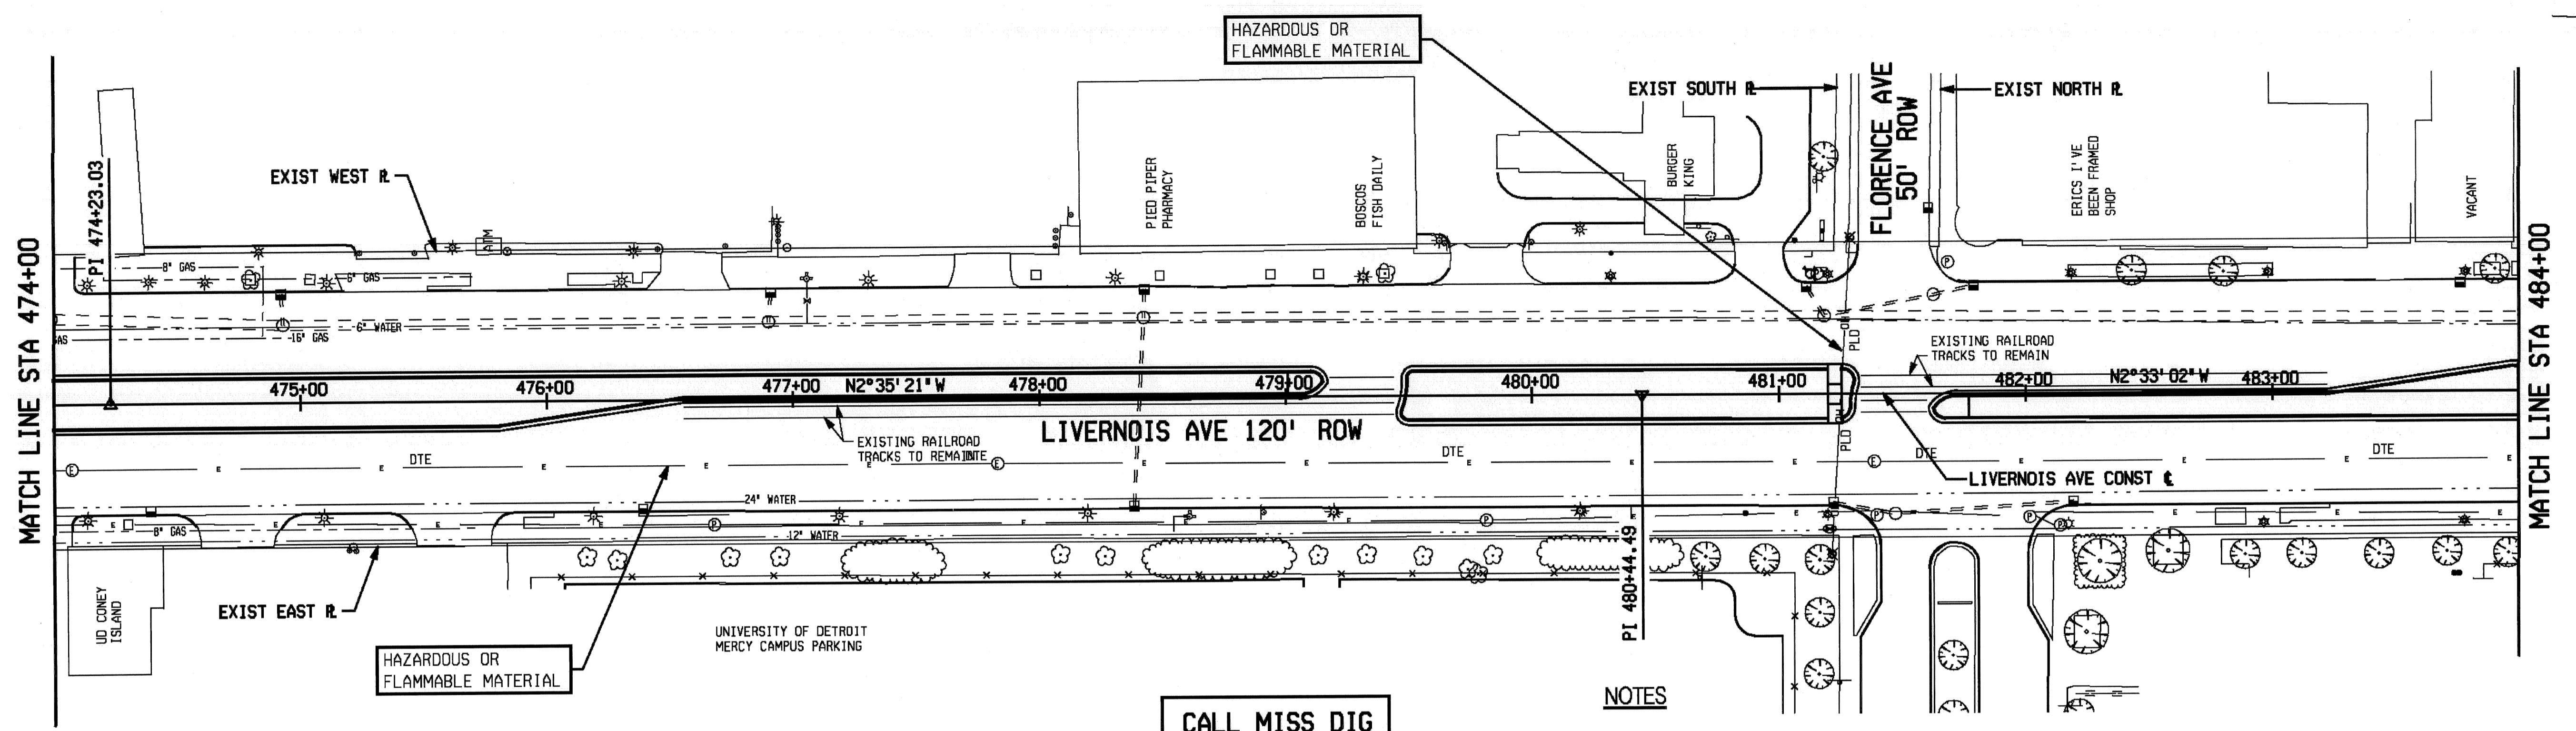 HAZARDOUS OR
FLAMMABLE MATERIAL
EXIST SOUTH ℞
FLORENCE AVE
50' ROW
EXIST NORTH ℞
MATCH LINE STA 474+00
PI 474+23.03
EXIST WEST ℞
ATM
PIED PIPER
PHARMACY
BOSCOS
FISH DAILY
BURGER
KING
ERICS I'VE
BEEN FRAMED
SHOP
VACANT
MATCH LINE STA 484+00
8" GAS
6" GAS
6" WATER
16" GAS
GAS
PLD
EXISTING RAILROAD
TRACKS TO REMAIN
475+00
476+00
477+00
N2°35'21"W
478+00
479+00
480+00
481+00
482+00
N2°33'02"W
483+00
EXISTING RAILROAD
TRACKS TO REMAIN
DTE
LIVERNOIS AVE 120' ROW
PLD
DTE
DTE
DTE
DTE
LIVERNOIS AVE CONST ℄
24" WATER
8" GAS
12" WATER
PI 480+44.49
UD CONEY
ISLAND
EXIST EAST ℞
UNIVERSITY OF DETROIT
MERCY CAMPUS PARKING
HAZARDOUS OR
FLAMMABLE MATERIAL
NOTES
CALL MISS DIG